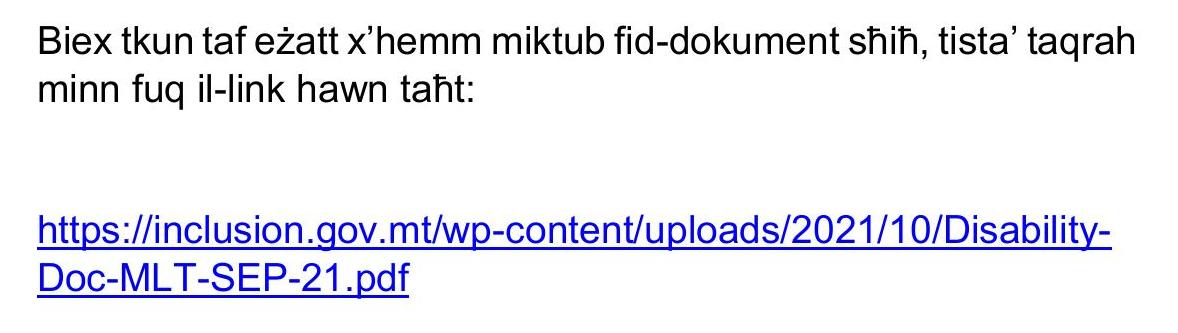 Biex tkun taf eżatt x’hemm miktub fid-dokument sħiħ, tista’ taqrah
minn fuq il-link hawn taħt:
https://inclusion.gov.mt/wp-content/uploads/2021/10/Disability-
Doc-MLT-SEP-21.pdf